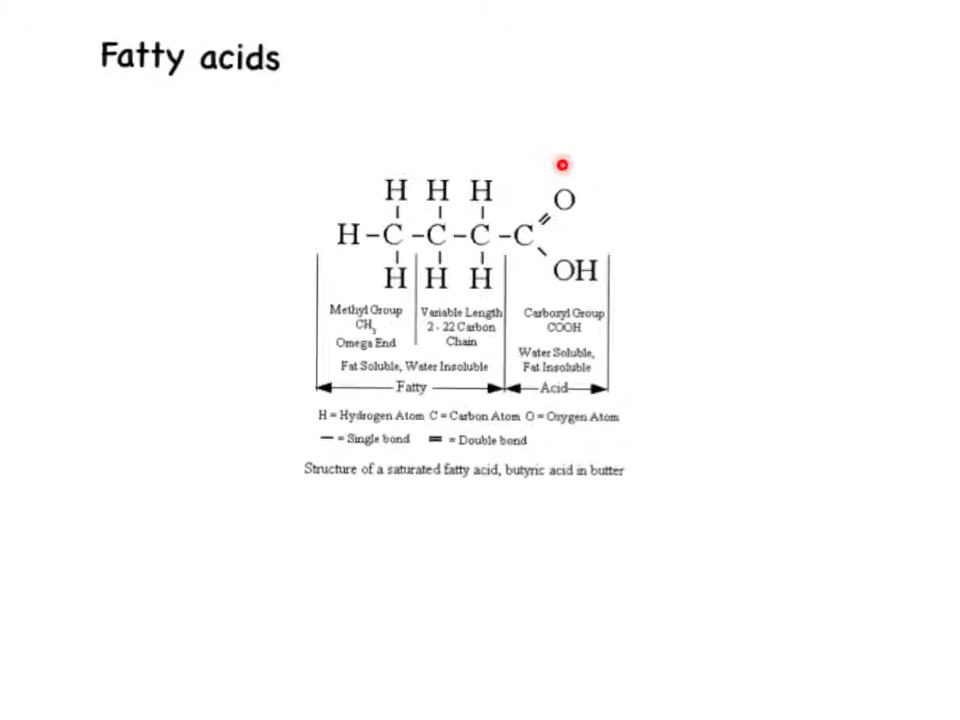 Fatty acids
H H H O
H-C-C-C-C
H H H OH
Methyl Group
CH3
Omega End
Variable Length
2 - 22 Carbon
Chain
Carboxyl Group
COOH
Water Soluble,
Fat Insoluble
Fat Soluble, Water Insoluble
Fatty
Acid
H = Hydrogen Atom C = Carbon Atom O = Oxygen Atom
— = Single bond = = Double bond
Structure of a saturated fatty acid, butyric acid in butter